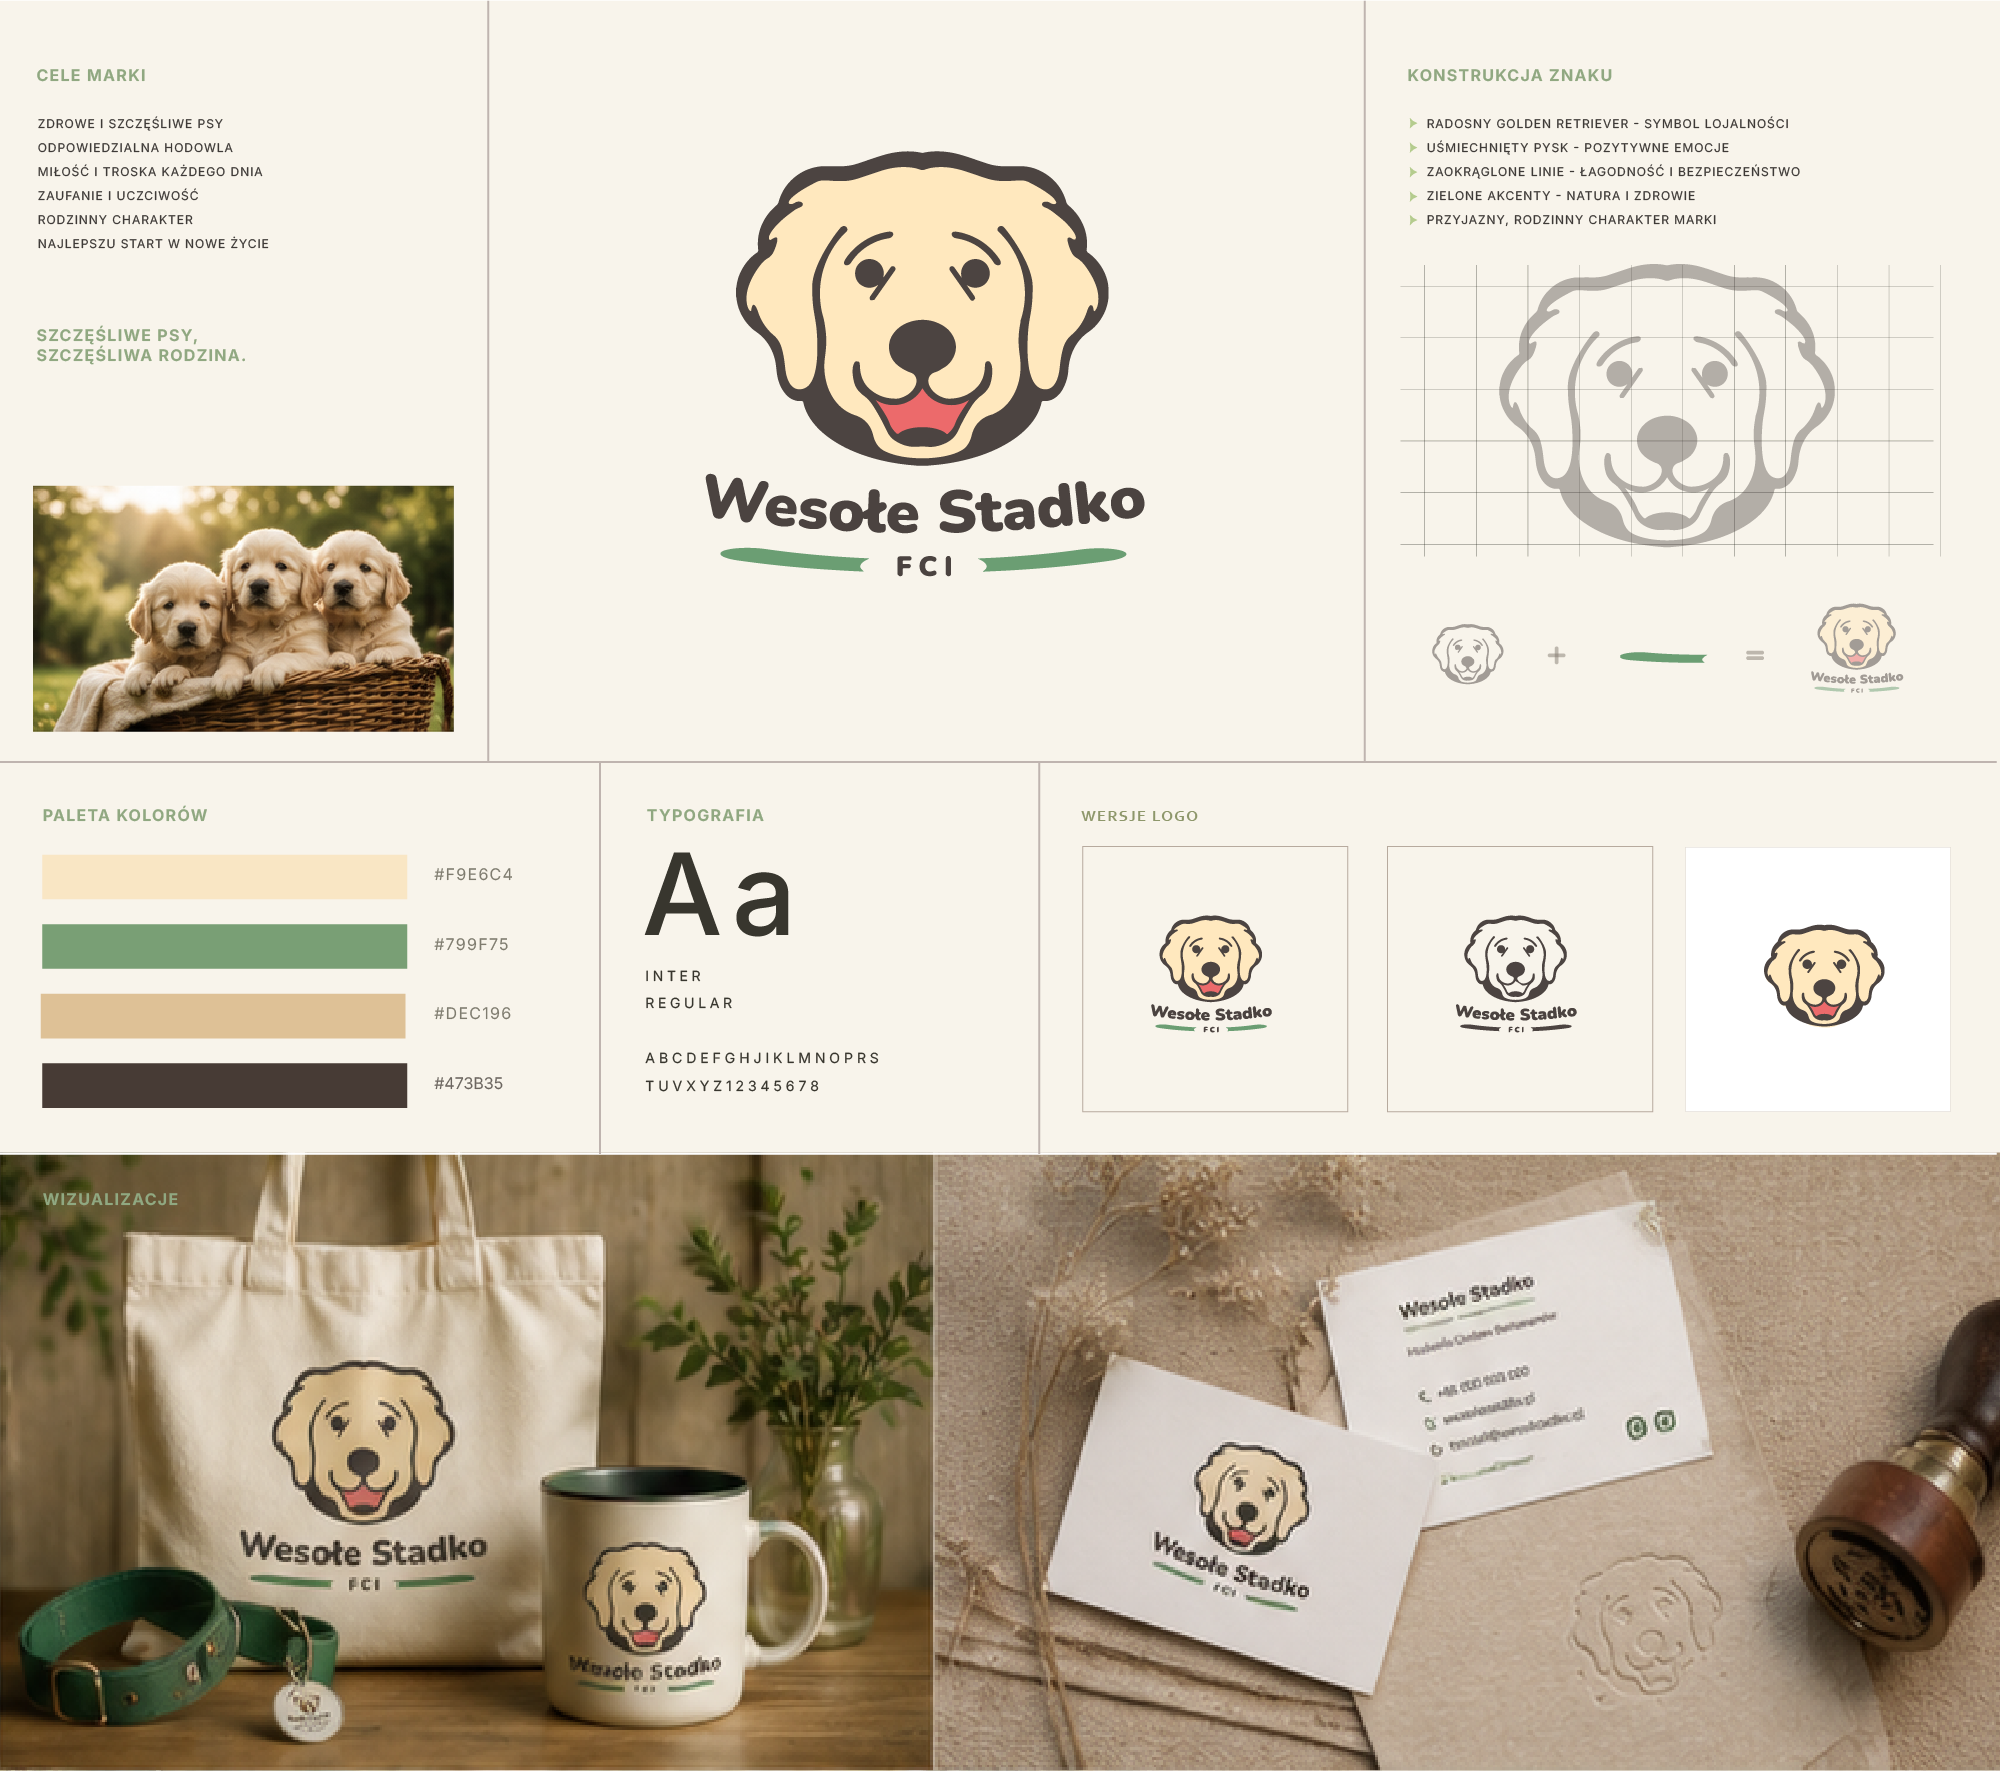 CELE MARKI
ZDROWE I SZCZĘŚLIWE PSY
ODPOWIEDZIALNA HODOWLA
MIŁOŚĆ I TROSKA KAŻDEGO DNIA
ZAUFANIE I UCZCIWOŚĆ
RODZINNY CHARAKTER
NAJLEPSZU START W NOWE ŻYCIE
SZCZĘŚLIWE PSY,
SZCZĘŚLIWA RODZINA.
Wesołe Stadko
FCI
KONSTRUKCJA ZNAKU
RADOSNY GOLDEN RETRIEVER - SYMBOL LOJALNOŚCI
UŚMIECHNIĘTY PYSK - POZYTYWNE EMOCJE
ZAOKRĄGLONE LINIE - ŁAGODNOŚĆ I BEZPIECZEŃSTWO
ZIELONE AKCENTY - NATURA I ZDROWIE
PRZYJAZNY, RODZINNY CHARAKTER MARKI
+ =
Wesołe Stadko
FCI
PALETA KOLORÓW
#F9E6C4
#799F75
#DEC196
#473B35
TYPOGRAFIA
Aa
INTER
REGULAR
ABCDEFGHJIKLMNOPRS
TUVXYZ12345678
WERSJE LOGO
Wesołe Stadko
FCI
Wesołe Stadko
FCI
WIZUALIZACJE
Wesołe Stadko
FCI
Wesołe Stadko
FCI
Wesołe Stadko
Wesołe Stadko
FCI